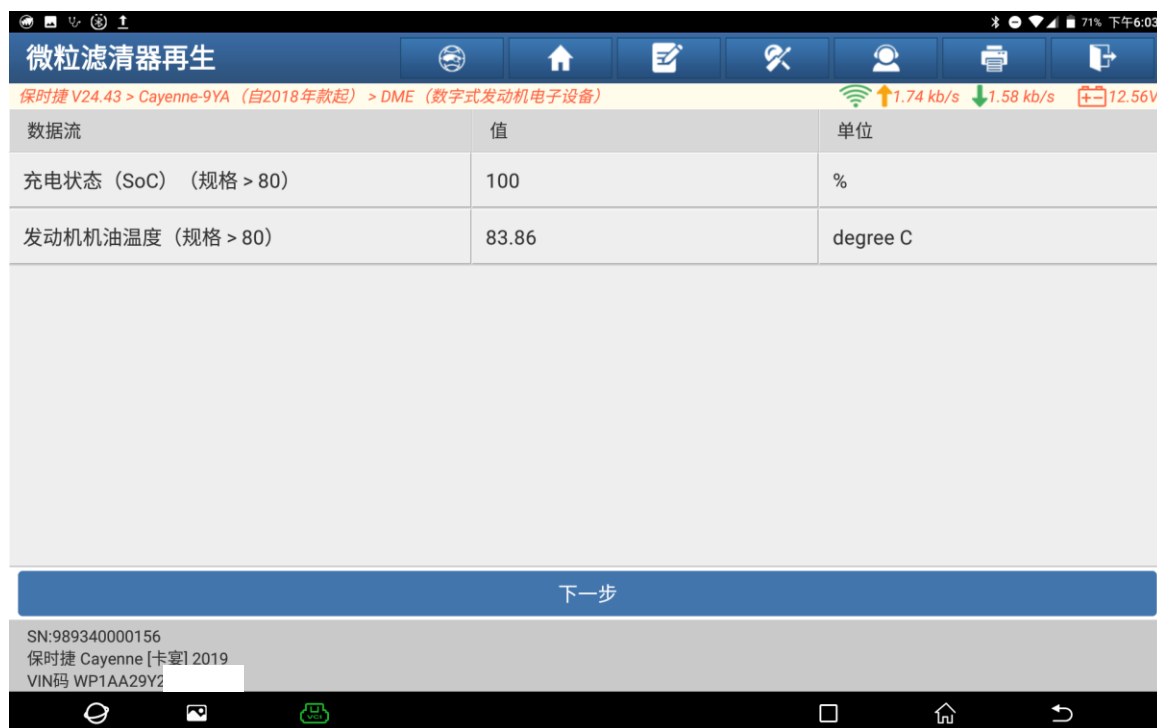 71% 下午6:03
微粒滤清器再生
保时捷 V24.43 > Cayenne-9YA（自2018年款起） > DME（数字式发动机电子设备） 1.74 kb/s 1.58 kb/s 12.56V
数据流 值 单位
充电状态（SoC）（规格 > 80） 100 %
发动机机油温度（规格 > 80） 83.86 degree C
下一步
SN:989340000156
保时捷 Cayenne [卡宴] 2019
VIN码 WP1AA29Y2
VCI